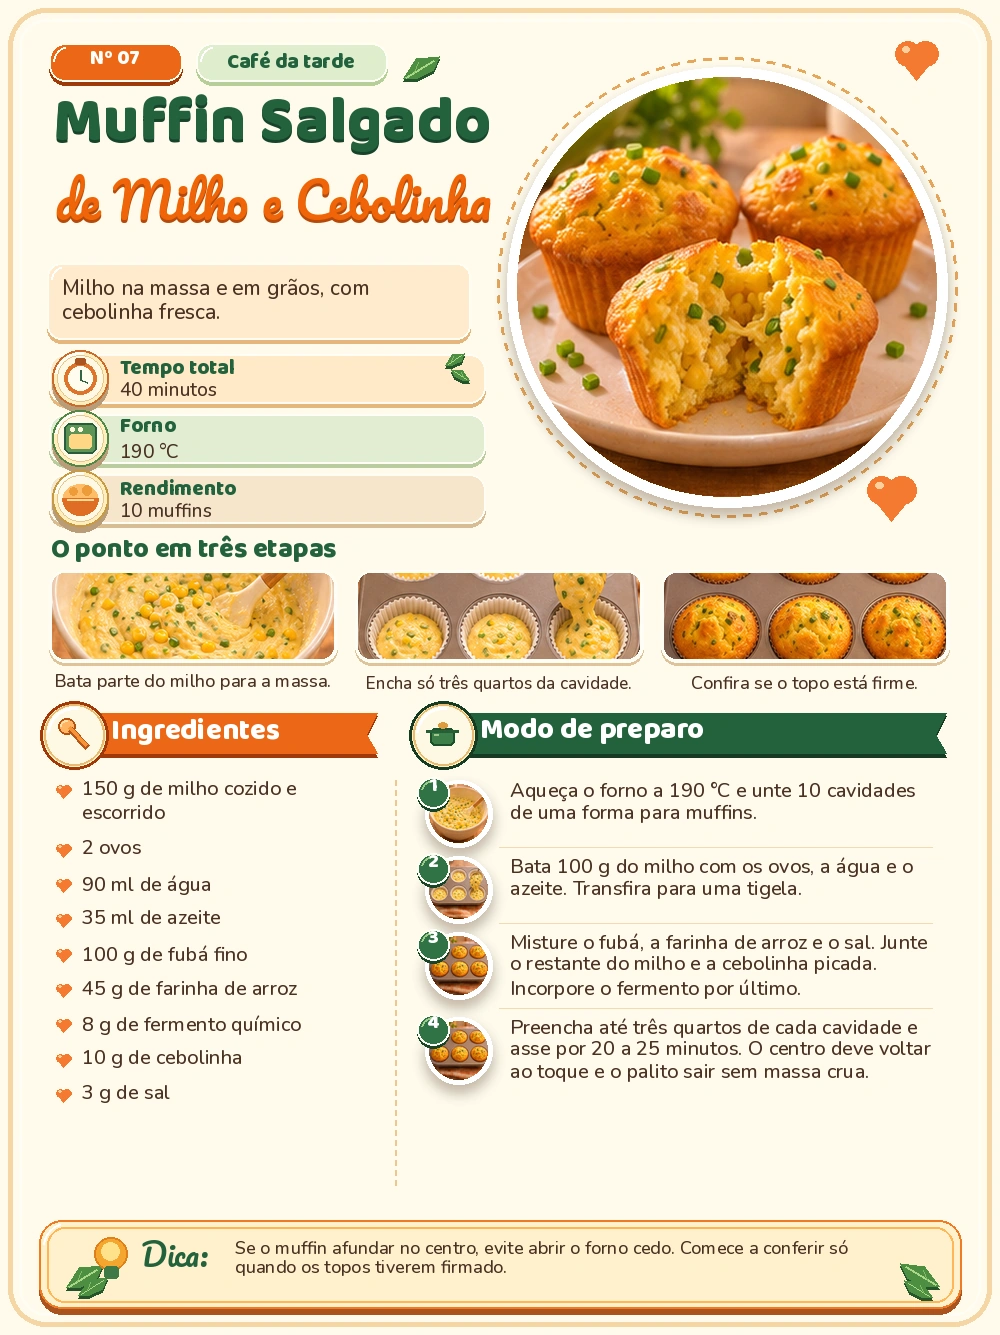 Nº 07
Café da tarde
Muffin Salgado
de Milho e Cebolinha
Milho na massa e em grãos, com
cebolinha fresca.
Tempo total
40 minutos
Forno
190 °C
Rendimento
10 muffins
O ponto em três etapas
Bata parte do milho para a massa.
Encha só três quartos da cavidade.
Confira se o topo está firme.
Ingredientes
150 g de milho cozido e
escorrido
2 ovos
90 ml de água
35 ml de azeite
100 g de fubá fino
45 g de farinha de arroz
8 g de fermento químico
10 g de cebolinha
3 g de sal
Modo de preparo
1
Aqueça o forno a 190 °C e unte 10 cavidades
de uma forma para muffins.
2
Bata 100 g do milho com os ovos, a água e o
azeite. Transfira para uma tigela.
3
Misture o fubá, a farinha de arroz e o sal. Junte
o restante do milho e a cebolinha picada.
Incorpore o fermento por último.
4
Preencha até três quartos de cada cavidade e
asse por 20 a 25 minutos. O centro deve voltar
ao toque e o palito sair sem massa crua.
Dica:
Se o muffin afundar no centro, evite abrir o forno cedo. Comece a conferir só
quando os topos tiverem firmado.